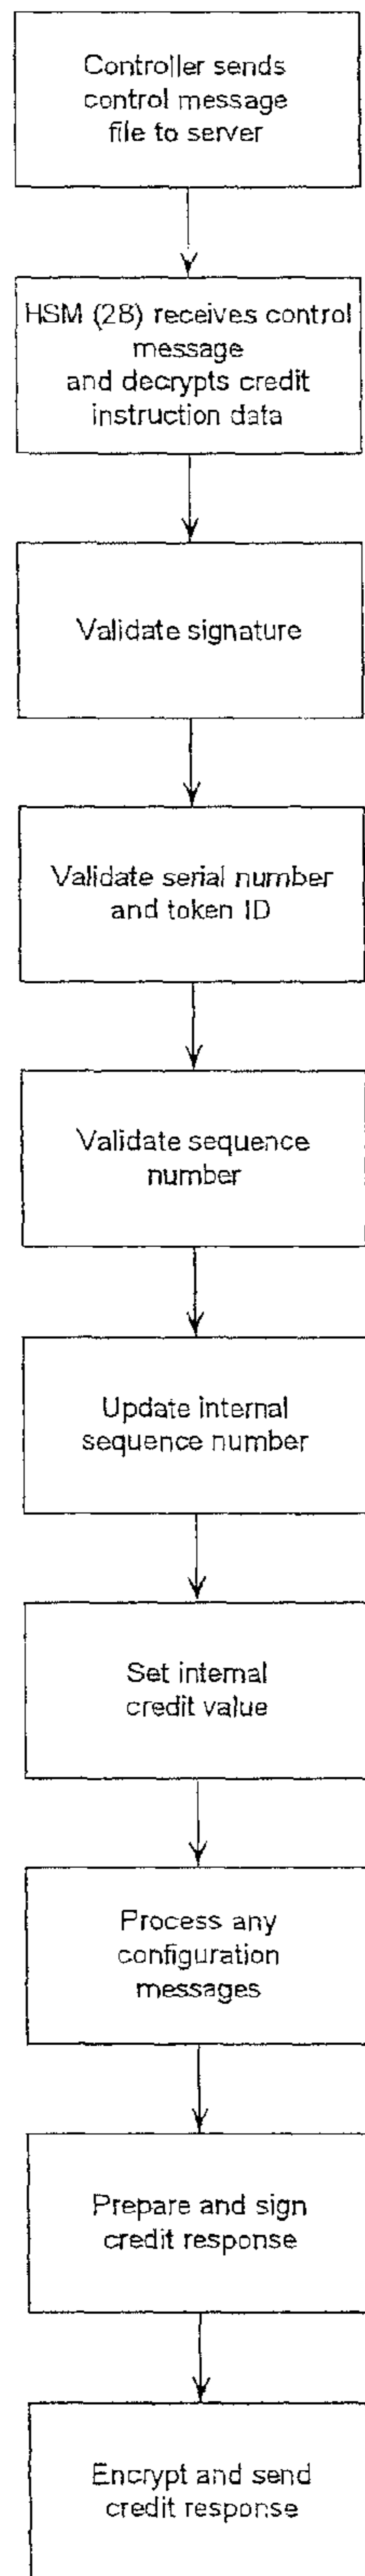 Controller sends
control message
file to server
HSM (28) receives control
message
and decrypts credit
instruction data
Validate signature
Validate serial number
and token ID
Validate sequence
number
Update internal
sequence number
Set internal
credit value
Process any
configuration
messages
Prepare and sign
credit response
Encrypt and send
credit response